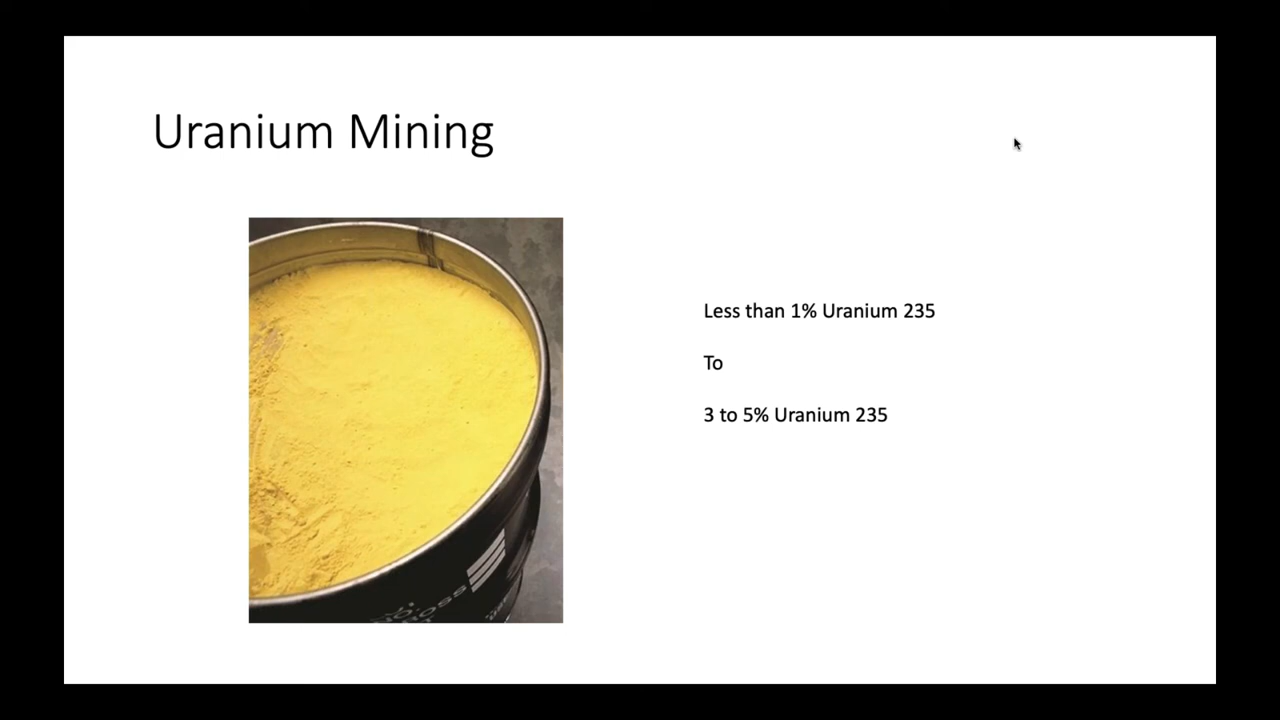 Uranium Mining
Less than 1% Uranium 235
To
3 to 5% Uranium 235